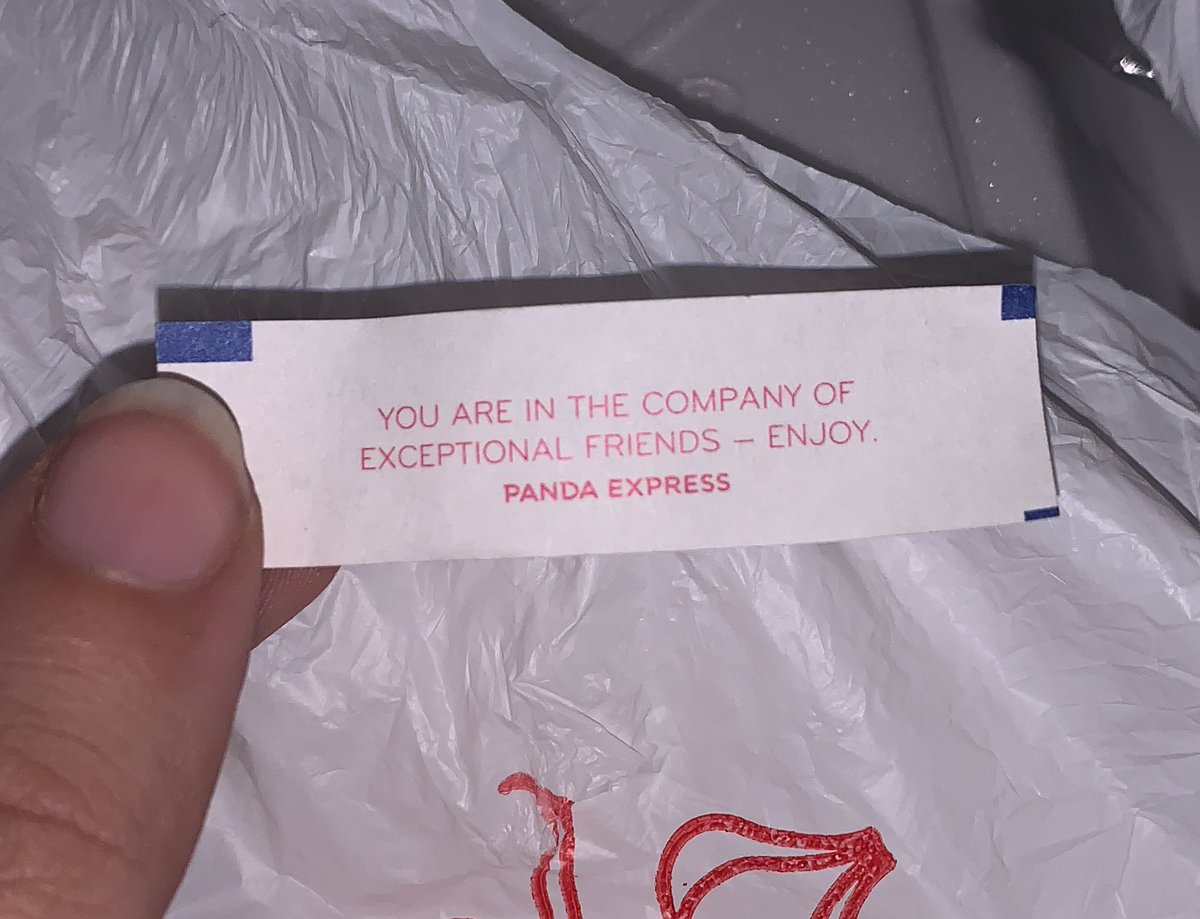 YOU ARE IN THE COMPANY OF
EXCEPTIONAL FRIENDS – ENJOY.
PANDA EXPRESS